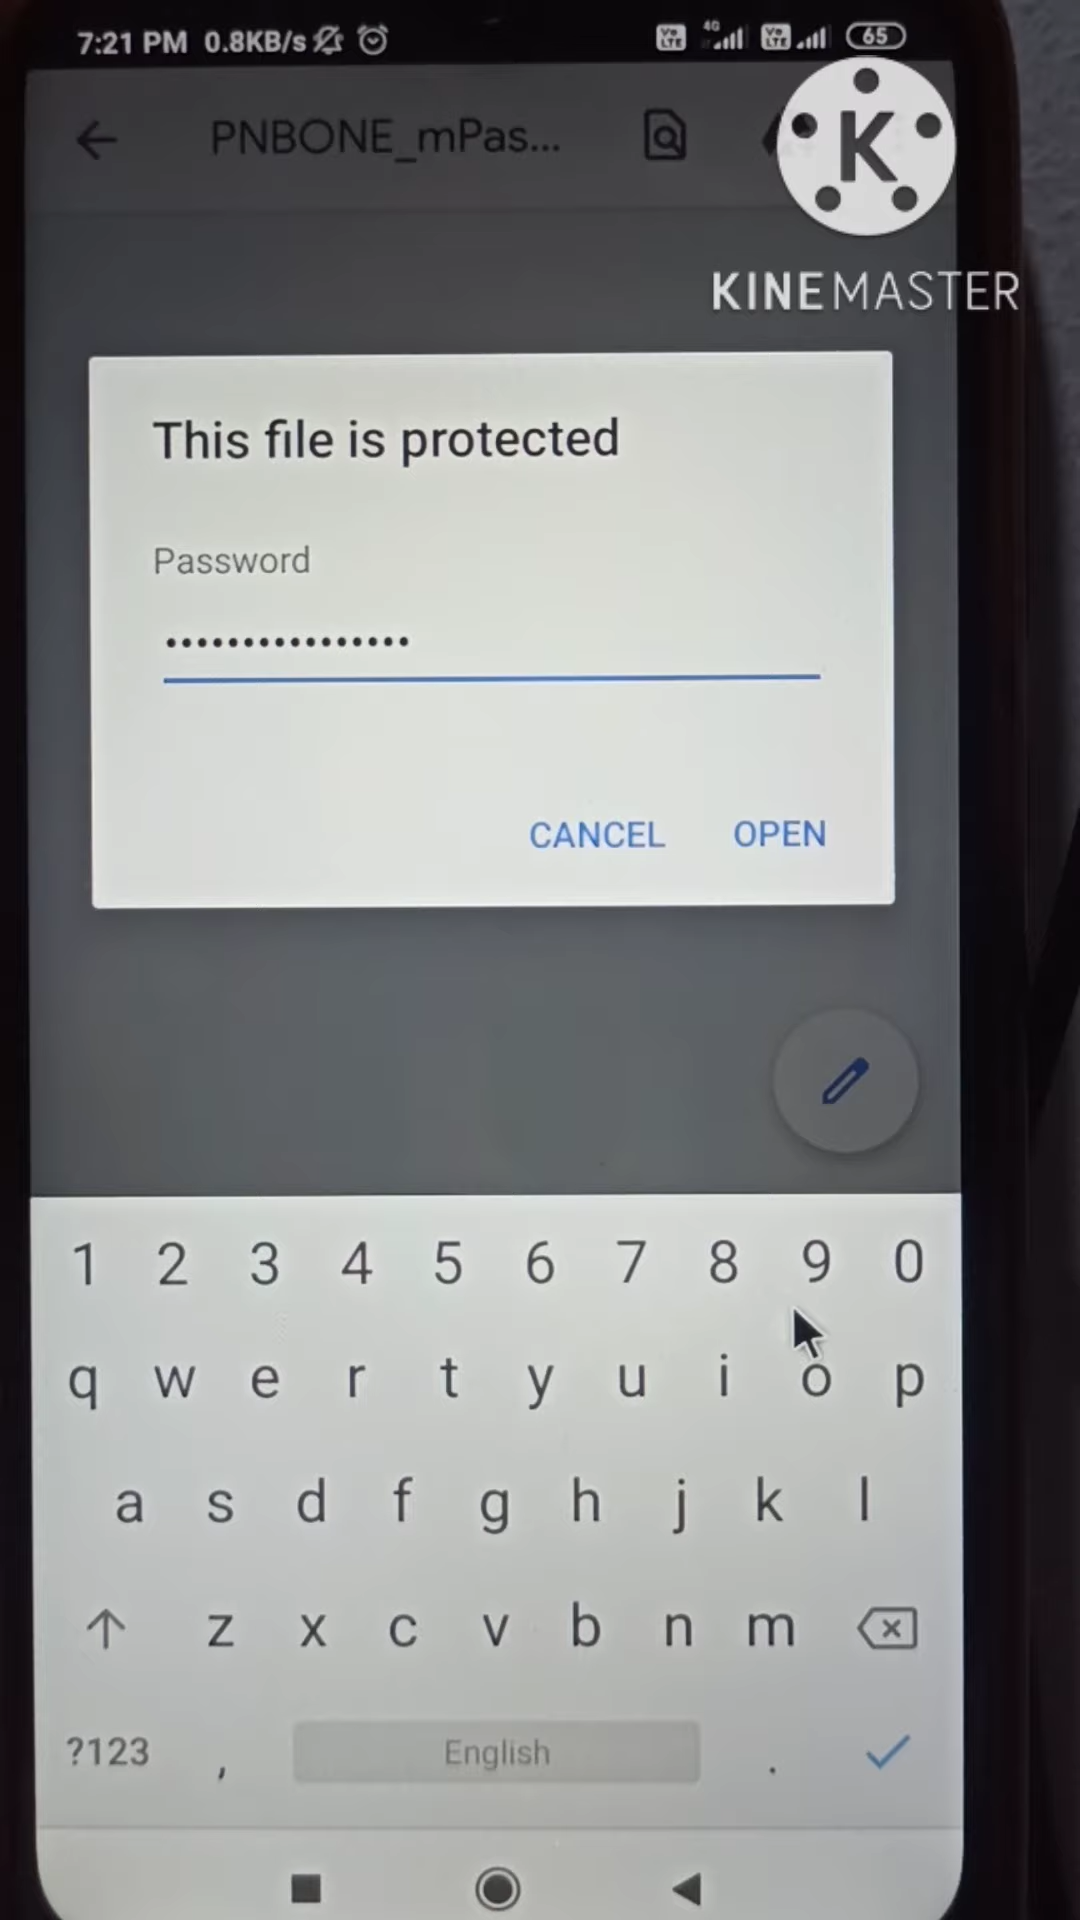 7:21 PM 0.8KB/s 4G 65
PNBONE_mPas...
K
KINEMASTER
This file is protected
Password
••••••••••••••••
CANCEL OPEN
1 2 3 4 5 6 7 8 9 0
q w e r t y u i o p
a s d f g h j k l
z x c v b n m
?123 , English .